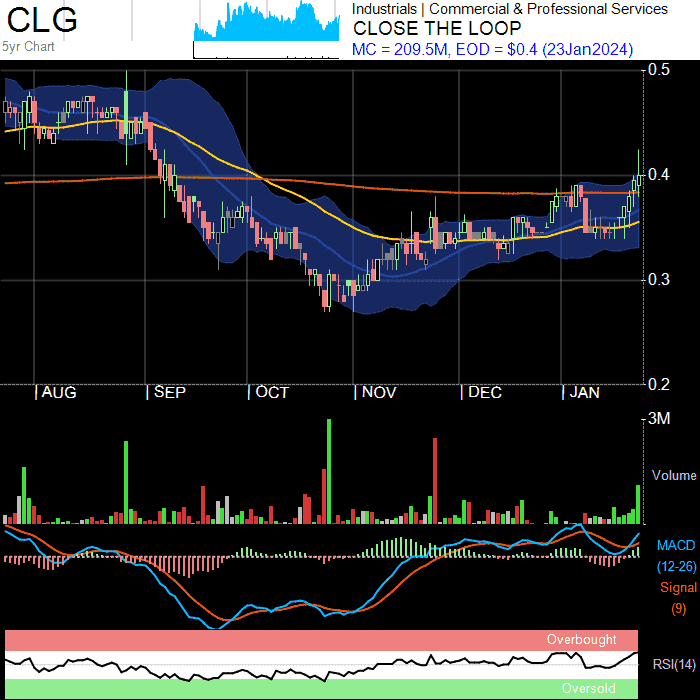 CLG
5yr Chart
Industrials | Commercial & Professional Services
CLOSE THE LOOP
MC = 209.5M, EOD = $0.4 (23Jan2024)
0.5
0.4
0.3
0.2
| AUG | SEP | OCT | NOV | DEC | JAN
3M
Volume
MACD
(12-26)
Signal
(9)
Overbought
RSI(14)
Oversold